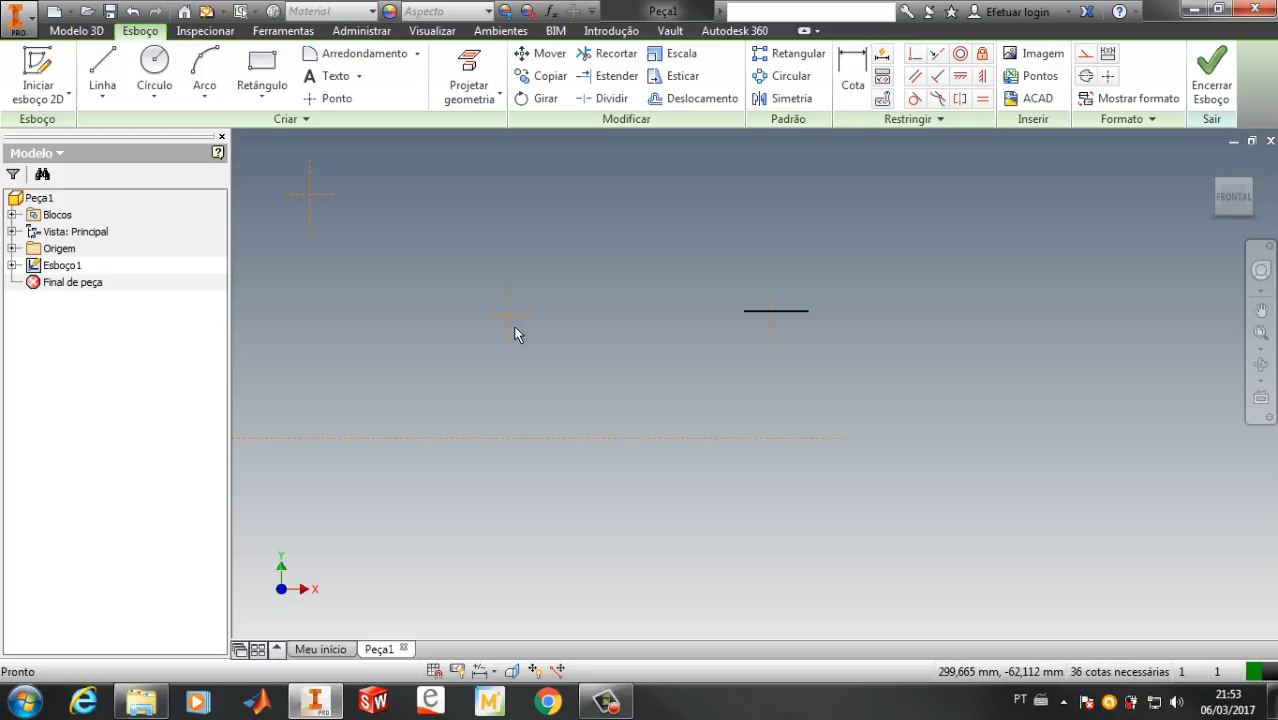 Material
Aspecto
Peça1
Efetuar login
PRO
Modelo 3D
Esboço
Inspecionar
Ferramentas
Administrar
Visualizar
Ambientes
BIM
Introdução
Vault
Autodesk 360
Iniciar
esboço 2D
Linha
Círculo
Arco
Retângulo
Arredondamento
Texto
Ponto
Projetar
geometria
Mover
Copiar
Girar
Recortar
Estender
Dividir
Escala
Esticar
Deslocamento
Retangular
Circular
Simetria
Cota
Imagem
Pontos
ACAD
Mostrar formato
Encerrar
Esboço
Esboço
Criar
Modificar
Padrão
Restringir
Inserir
Formato
Sair
Modelo
Peça1
Blocos
Vista: Principal
Origem
Esboço1
Final de peça
FRONTAL
Y
X
Meu início
Peça1
Pronto
299,665 mm, -62,112 mm
36 cotas necessárias
1
1
PRO
SW
e
M
PT
21:53
06/03/2017